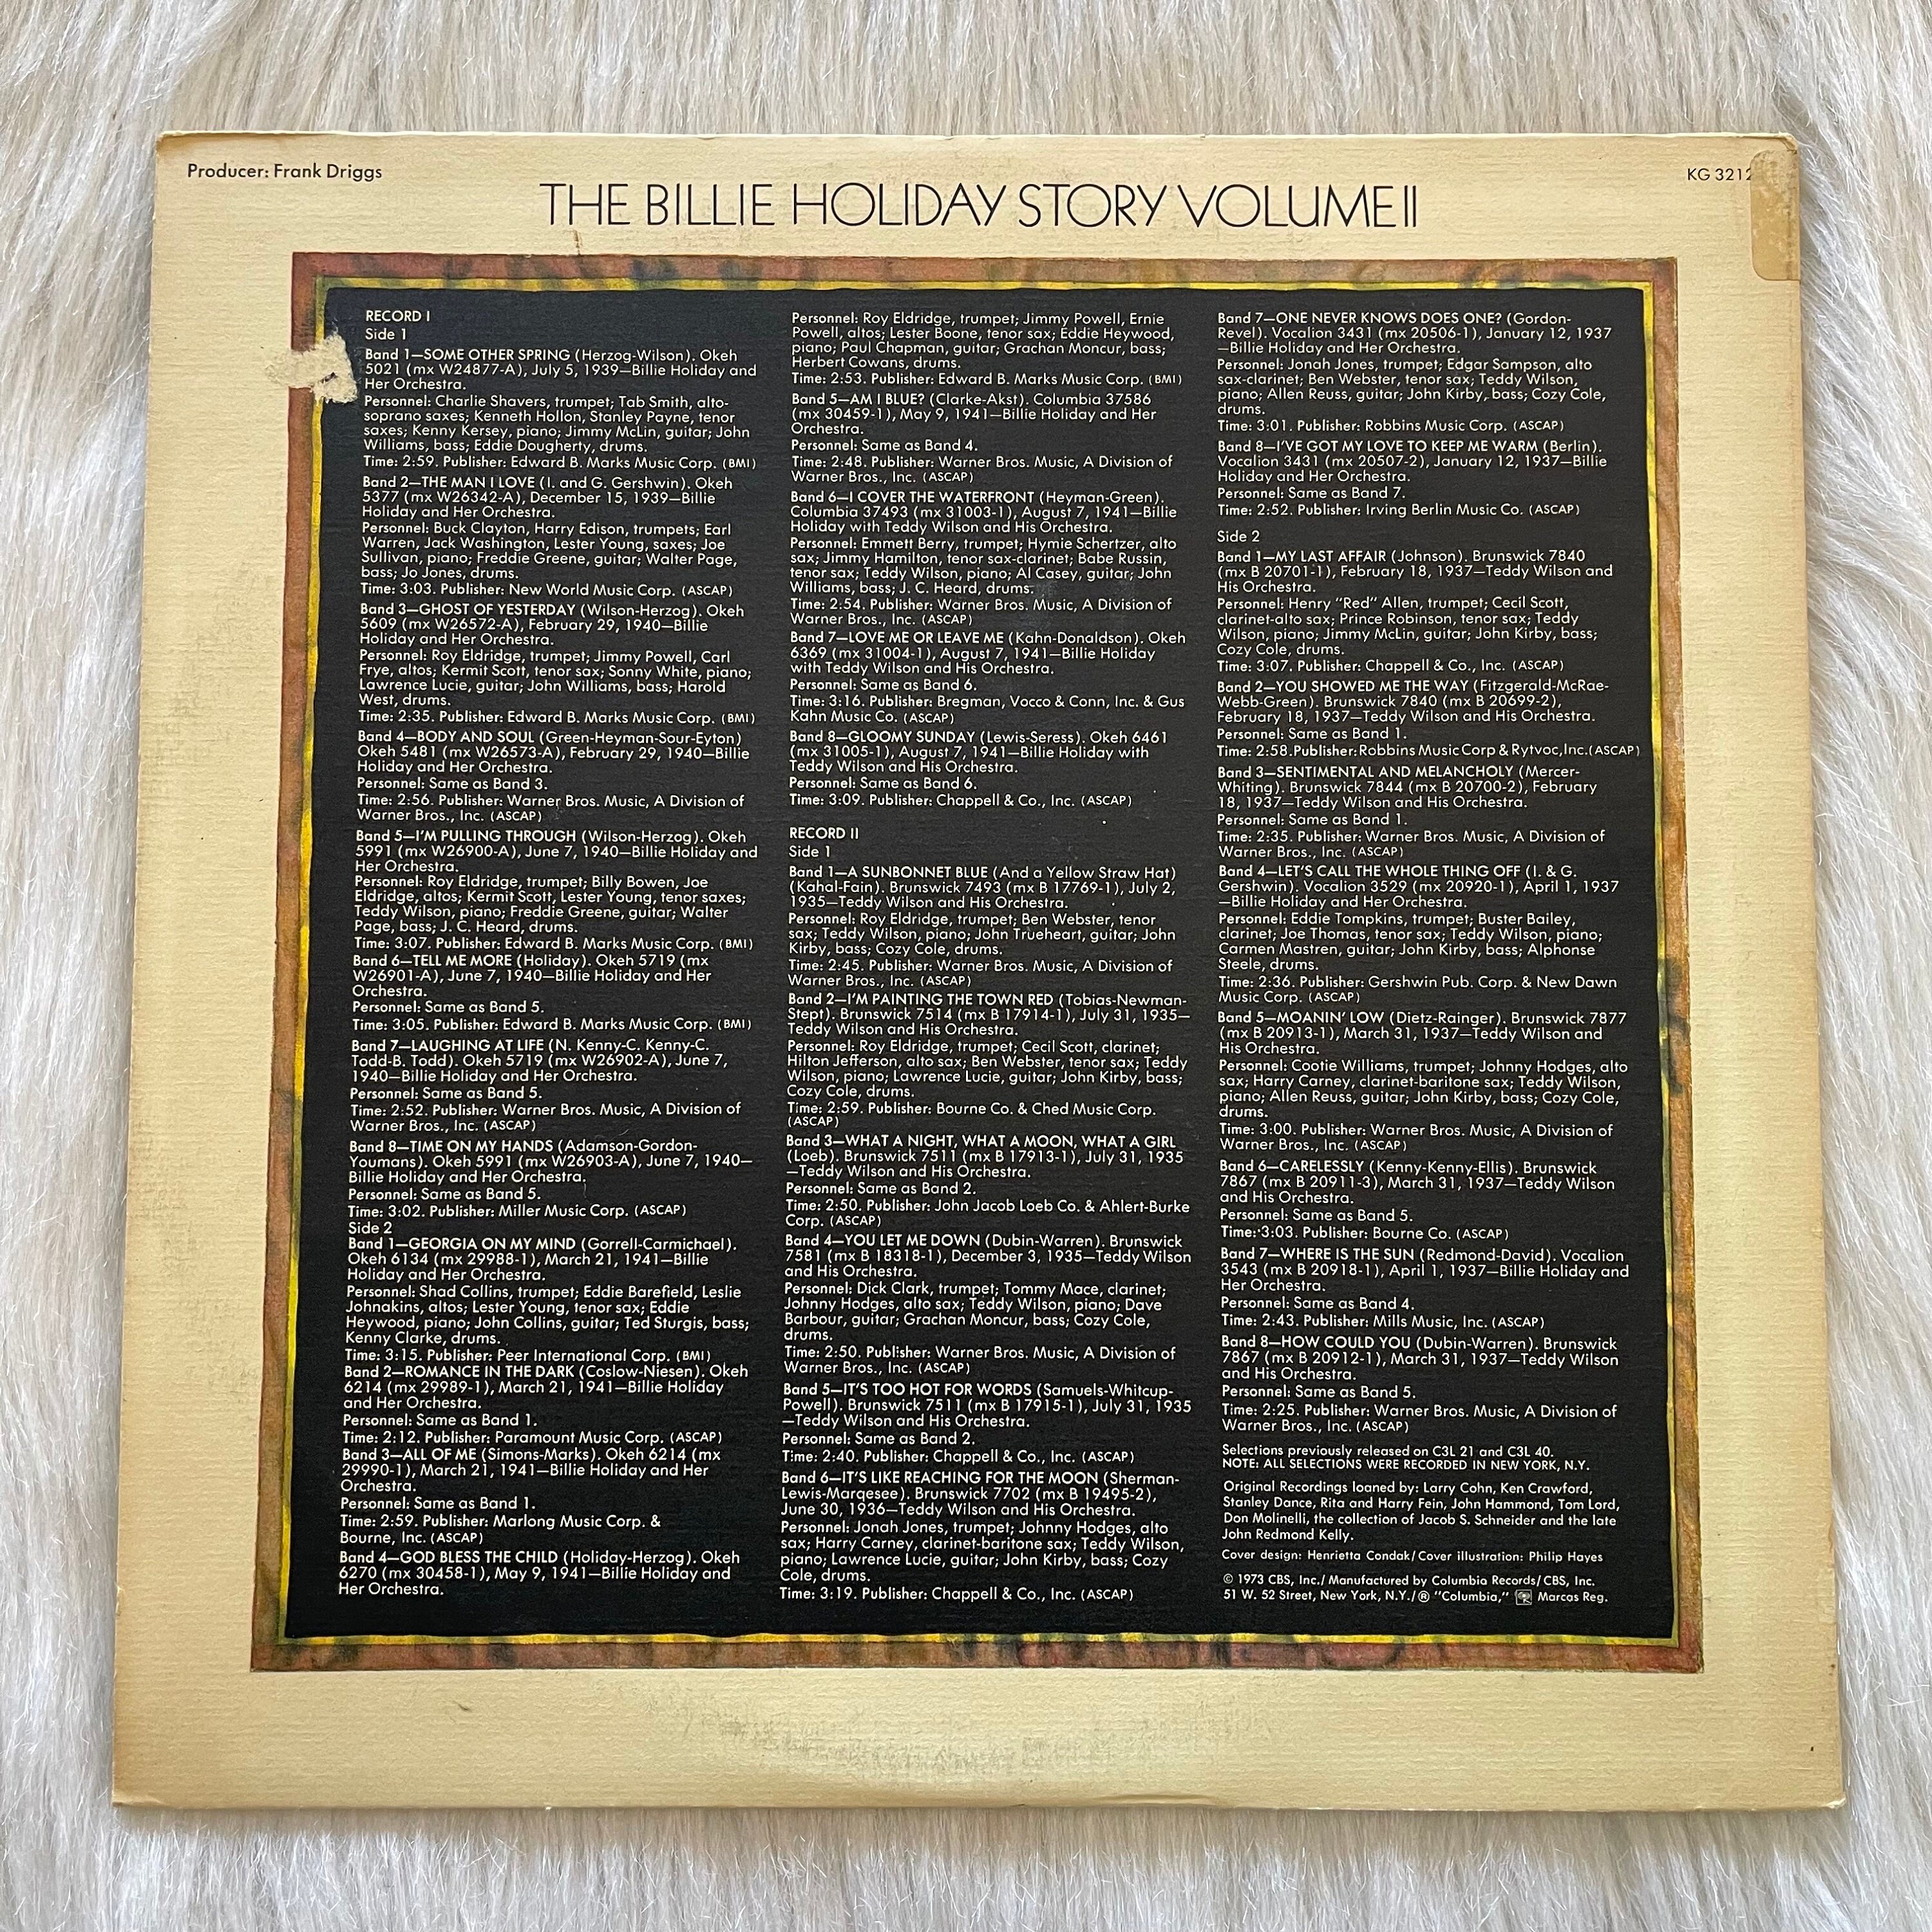 Producer: Frank Driggs
KG 3212
THE BILLIE HOLIDAY STORY VOLUME II
RECORD I
Side 1
Band 1—SOME OTHER SPRING (Herzog-Wilson). Okeh
5021 (mx W24877-A), July 5, 1939—Billie Holiday and
Her Orchestra.
Personnel: Charlie Shavers, trumpet; Tab Smith, alto-
soprano saxes; Kenneth Hollon, Stanley Payne, tenor
saxes; Kenny Kersey, piano; Jimmy McLin, guitar; John
Williams, bass; Eddie Dougherty, drums.
Time: 2:59. Publisher: Edward B. Marks Music Corp. (BMI)
Band 2—THE MAN I LOVE (I. and G. Gershwin). Okeh
5377 (mx W26342-A), December 15, 1939—Billie
Holiday and Her Orchestra.
Personnel: Buck Clayton, Harry Edison, trumpets; Earl
Warren, Jack Washington, Lester Young, saxes; Joe
Sullivan, piano; Freddie Greene, guitar; Walter Page,
bass; Jo Jones, drums.
Time: 3:03. Publisher: New World Music Corp. (ASCAP)
Band 3—GHOST OF YESTERDAY (Wilson-Herzog). Okeh
5609 (mx W26572-A), February 29, 1940—Billie
Holiday and Her Orchestra.
Personnel: Roy Eldridge, trumpet; Jimmy Powell, Carl
Frye, altos; Kermit Scott, tenor sax; Sonny White, piano;
Lawrence Lucie, guitar; John Williams, bass; Harold
West, drums.
Time: 2:35. Publisher: Edward B. Marks Music Corp. (BMI)
Band 4—BODY AND SOUL (Green-Heyman-Sour-Eyton)
Okeh 5481 (mx W26573-A), February 29, 1940—Billie
Holiday and Her Orchestra.
Personnel: Same as Band 3.
Time: 2:56. Publisher: Warner Bros. Music, A Division of
Warner Bros., Inc. (ASCAP)
Band 5—I'M PULLING THROUGH (Wilson-Herzog). Okeh
5991 (mx W26900-A), June 7, 1940—Billie Holiday and
Her Orchestra.
Personnel: Roy Eldridge, trumpet; Billy Bowen, Joe
Eldridge, altos; Kermit Scott, Lester Young, tenor saxes;
Teddy Wilson, piano; Freddie Greene, guitar; Walter
Page, bass; J. C. Heard, drums.
Time: 3:07. Publisher: Edward B. Marks Music Corp. (BMI)
Band 6—TELL ME MORE (Holiday). Okeh 5719 (mx
W26901-A), June 7, 1940—Billie Holiday and Her
Orchestra.
Personnel: Same as Band 5.
Time: 3:05. Publisher: Edward B. Marks Music Corp. (BMI)
Band 7—LAUGHING AT LIFE (N. Kenny-C. Kenny-C.
Todd-B. Todd). Okeh 5719 (mx W26902-A), June 7,
1940—Billie Holiday and Her Orchestra.
Personnel: Same as Band 5.
Time: 2:52. Publisher: Warner Bros. Music, A Division of
Warner Bros., Inc. (ASCAP)
Band 8—TIME ON MY HANDS (Adamson-Gordon-
Youmans). Okeh 5991 (mx W26903-A), June 7, 1940—
Billie Holiday and Her Orchestra.
Personnel: Same as Band 5.
Time: 3:02. Publisher: Miller Music Corp. (ASCAP)
Side 2
Band 1—GEORGIA ON MY MIND (Gorrell-Carmichael).
Okeh 6134 (mx 29988-1), March 21, 1941—Billie
Holiday and Her Orchestra.
Personnel: Shad Collins, trumpet; Eddie Barefield, Leslie
Johnakins, altos; Lester Young, tenor sax; Eddie
Heywood, piano; John Collins, guitar; Ted Sturgis, bass;
Kenny Clarke, drums.
Time: 3:15. Publisher: Peer International Corp. (BMI)
Band 2—ROMANCE IN THE DARK (Coslow-Niesen). Okeh
6214 (mx 29989-1), March 21, 1941—Billie Holiday
and Her Orchestra.
Personnel: Same as Band 1.
Time: 2:12. Publisher: Paramount Music Corp. (ASCAP)
Band 3—ALL OF ME (Simons-Marks). Okeh 6214 (mx
29990-1), March 21, 1941—Billie Holiday and Her
Orchestra.
Personnel: Same as Band 1.
Time: 2:59. Publisher: Marlong Music Corp. &
Bourne, Inc. (ASCAP)
Band 4—GOD BLESS THE CHILD (Holiday-Herzog). Okeh
6270 (mx 30458-1), May 9, 1941—Billie Holiday and
Her Orchestra.
Personnel: Roy Eldridge, trumpet; Jimmy Powell, Ernie
Powell, altos; Lester Boone, tenor sax; Eddie Heywood,
piano; Paul Chapman, guitar; Grachan Moncur, bass;
Herbert Cowans, drums.
Time: 2:53. Publisher: Edward B. Marks Music Corp. (BMI)
Band 5—AM I BLUE? (Clarke-Akst). Columbia 37586
(mx 30459-1), May 9, 1941—Billie Holiday and Her
Orchestra.
Personnel: Same as Band 4.
Time: 2:48. Publisher: Warner Bros. Music, A Division of
Warner Bros., Inc. (ASCAP)
Band 6—I COVER THE WATERFRONT (Heyman-Green).
Columbia 37493 (mx 31003-1), August 7, 1941—Billie
Holiday with Teddy Wilson and His Orchestra.
Personnel: Emmett Berry, trumpet; Hymie Schertzer, alto
sax; Jimmy Hamilton, tenor sax-clarinet; Babe Russin,
tenor sax; Teddy Wilson, piano; Al Casey, guitar; John
Williams, bass; J. C. Heard, drums.
Time: 2:54. Publisher: Warner Bros. Music, A Division of
Warner Bros., Inc. (ASCAP)
Band 7—LOVE ME OR LEAVE ME (Kahn-Donaldson). Okeh
6369 (mx 31004-1), August 7, 1941—Billie Holiday
with Teddy Wilson and His Orchestra.
Personnel: Same as Band 6.
Time: 3:16. Publisher: Bregman, Vocco & Conn, Inc. & Gus
Kahn Music Co. (ASCAP)
Band 8—GLOOMY SUNDAY (Lewis-Seress). Okeh 6461
(mx 31005-1), August 7, 1941—Billie Holiday with
Teddy Wilson and His Orchestra.
Personnel: Same as Band 6.
Time: 3:09. Publisher: Chappell & Co., Inc. (ASCAP)
RECORD II
Side 1
Band 1—A SUNBONNET BLUE (And a Yellow Straw Hat)
(Kahal-Fain). Brunswick 7493 (mx B 17769-1), July 2,
1935—Teddy Wilson and His Orchestra.
Personnel: Roy Eldridge, trumpet; Ben Webster, tenor
sax; Teddy Wilson, piano; John Trueheart, guitar; John
Kirby, bass; Cozy Cole, drums.
Time: 2:45. Publisher: Warner Bros. Music, A Division of
Warner Bros., Inc. (ASCAP)
Band 2—I'M PAINTING THE TOWN RED (Tobias-Newman-
Stept). Brunswick 7514 (mx B 17914-1), July 31, 1935—
Teddy Wilson and His Orchestra.
Personnel: Roy Eldridge, trumpet; Cecil Scott, clarinet;
Hilton Jefferson, alto sax; Ben Webster, tenor sax; Teddy
Wilson, piano; Lawrence Lucie, guitar; John Kirby, bass;
Cozy Cole, drums.
Time: 2:59. Publisher: Bourne Co. & Ched Music Corp.
(ASCAP)
Band 3—WHAT A NIGHT, WHAT A MOON, WHAT A GIRL
(Loeb). Brunswick 7511 (mx B 17913-1), July 31, 1935
—Teddy Wilson and His Orchestra.
Personnel: Same as Band 2.
Time: 2:50. Publisher: John Jacob Loeb Co. & Ahlert-Burke
Corp. (ASCAP)
Band 4—YOU LET ME DOWN (Dubin-Warren). Brunswick
7581 (mx B 18318-1), December 3, 1935—Teddy Wilson
and His Orchestra.
Personnel: Dick Clark, trumpet; Tommy Mace, clarinet;
Johnny Hodges, alto sax; Teddy Wilson, piano; Dave
Barbour, guitar; Grachan Moncur, bass; Cozy Cole,
drums.
Time: 2:50. Publisher: Warner Bros. Music, A Division of
Warner Bros., Inc. (ASCAP)
Band 5—IT'S TOO HOT FOR WORDS (Samuels-Whitcup-
Powell). Brunswick 7511 (mx B 17915-1), July 31, 1935
—Teddy Wilson and His Orchestra.
Personnel: Same as Band 2.
Time: 2:40. Publisher: Chappell & Co., Inc. (ASCAP)
Band 6—IT'S LIKE REACHING FOR THE MOON (Sherman-
Lewis-Marqesee). Brunswick 7702 (mx B 19495-2),
June 30, 1936—Teddy Wilson and His Orchestra.
Personnel: Jonah Jones, trumpet; Johnny Hodges, alto
sax; Harry Carney, clarinet-baritone sax; Teddy Wilson,
piano; Lawrence Lucie, guitar; John Kirby, bass; Cozy
Cole, drums.
Time: 3:19. Publisher: Chappell & Co., Inc. (ASCAP)
Band 7—ONE NEVER KNOWS DOES ONE? (Gordon-
Revel). Vocalion 3431 (mx 20506-1), January 12, 1937
—Billie Holiday and Her Orchestra.
Personnel: Jonah Jones, trumpet; Edgar Sampson, alto
sax-clarinet; Ben Webster, tenor sax; Teddy Wilson,
piano; Allen Reuss, guitar; John Kirby, bass; Cozy Cole,
drums.
Time: 3:01. Publisher: Robbins Music Corp. (ASCAP)
Band 8—I'VE GOT MY LOVE TO KEEP ME WARM (Berlin).
Vocalion 3431 (mx 20507-2), January 12, 1937—Billie
Holiday and Her Orchestra.
Personnel: Same as Band 7.
Time: 2:52. Publisher: Irving Berlin Music Co. (ASCAP)
Side 2
Band 1—MY LAST AFFAIR (Johnson). Brunswick 7840
(mx B 20701-1), February 18, 1937—Teddy Wilson and
His Orchestra.
Personnel: Henry "Red" Allen, trumpet; Cecil Scott,
clarinet-alto sax; Prince Robinson, tenor sax; Teddy
Wilson, piano; Jimmy McLin, guitar; John Kirby, bass;
Cozy Cole, drums.
Time: 3:07. Publisher: Chappell & Co., Inc. (ASCAP)
Band 2—YOU SHOWED ME THE WAY (Fitzgerald-McRae-
Webb-Green). Brunswick 7840 (mx B 20699-2),
February 18, 1937—Teddy Wilson and His Orchestra.
Personnel: Same as Band 1.
Time: 2:58. Publisher: Robbins Music Corp & Rytvoc, Inc. (ASCAP)
Band 3—SENTIMENTAL AND MELANCHOLY (Mercer-
Whiting). Brunswick 7844 (mx B 20700-2), February
18, 1937—Teddy Wilson and His Orchestra.
Personnel: Same as Band 1.
Time: 2:35. Publisher: Warner Bros. Music, A Division of
Warner Bros., Inc. (ASCAP)
Band 4—LET'S CALL THE WHOLE THING OFF (I. & G.
Gershwin). Vocalion 3529 (mx 20920-1), April 1, 1937
—Billie Holiday and Her Orchestra.
Personnel: Eddie Tompkins, trumpet; Buster Bailey,
clarinet; Joe Thomas, tenor sax; Teddy Wilson, piano;
Carmen Mastren, guitar; John Kirby, bass; Alphonse
Steele, drums.
Time: 2:36. Publisher: Gershwin Pub. Corp. & New Dawn
Music Corp. (ASCAP)
Band 5—MOANIN' LOW (Dietz-Rainger). Brunswick 7877
(mx B 20913-1), March 31, 1937—Teddy Wilson and
His Orchestra.
Personnel: Cootie Williams, trumpet; Johnny Hodges, alto
sax; Harry Carney, clarinet-baritone sax; Teddy Wilson,
piano; Allen Reuss, guitar; John Kirby, bass; Cozy Cole,
drums.
Time: 3:00. Publisher: Warner Bros. Music, A Division of
Warner Bros., Inc. (ASCAP)
Band 6—CARELESSLY (Kenny-Kenny-Ellis). Brunswick
7867 (mx B 20911-3), March 31, 1937—Teddy Wilson
and His Orchestra.
Personnel: Same as Band 5.
Time: 3:03. Publisher: Bourne Co. (ASCAP)
Band 7—WHERE IS THE SUN (Redmond-David). Vocalion
3543 (mx B 20918-1), April 1, 1937—Billie Holiday and
Her Orchestra.
Personnel: Same as Band 4.
Time: 2:43. Publisher: Mills Music, Inc. (ASCAP)
Band 8—HOW COULD YOU (Dubin-Warren). Brunswick
7867 (mx B 20912-1), March 31, 1937—Teddy Wilson
and His Orchestra.
Personnel: Same as Band 5.
Time: 2:25. Publisher: Warner Bros. Music, A Division of
Warner Bros., Inc. (ASCAP)
Selections previously released on C3L 21 and C3L 40.
NOTE: ALL SELECTIONS WERE RECORDED IN NEW YORK, N.Y.
Original Recordings loaned by: Larry Cohn, Ken Crawford,
Stanley Dance, Rita and Harry Fein, John Hammond, Tom Lord,
Don Molinelli, the collection of Jacob S. Schneider and the late
John Redmond Kelly.
Cover design: Henrietta Condak/Cover illustration: Philip Hayes
© 1973 CBS, Inc./Manufactured by Columbia Records/CBS, Inc.
51 W. 52 Street, New York, N.Y./® "Columbia," Marcas Reg.